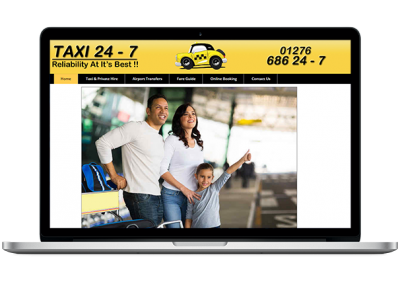 TAXI 24 - 7
Reliability At It's Best !!
01276
686 24 - 7
Home Taxi & Private Hire Airport Transfers Fare Guide Online Booking Contact Us